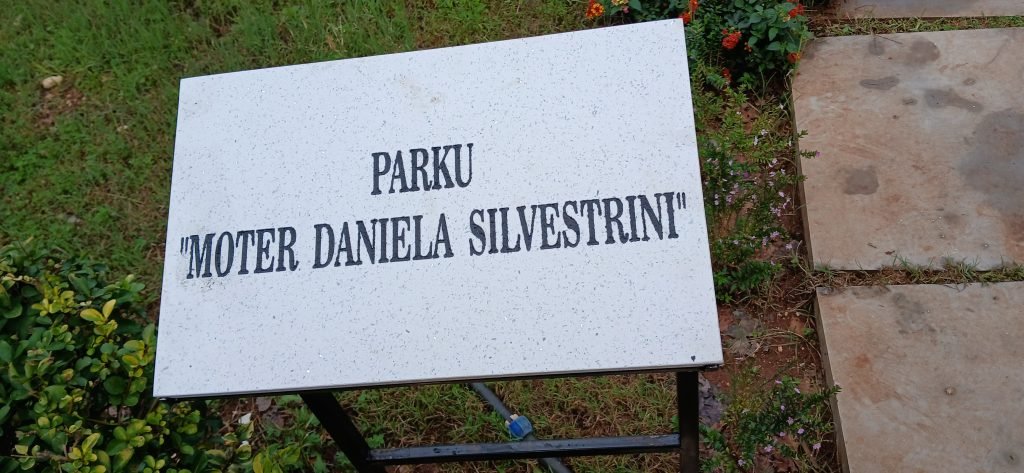 PARKU
"MOTER DANIELA SILVESTRINI"